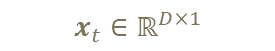 𝒙ₜ ∈ ℝ^{D×1}